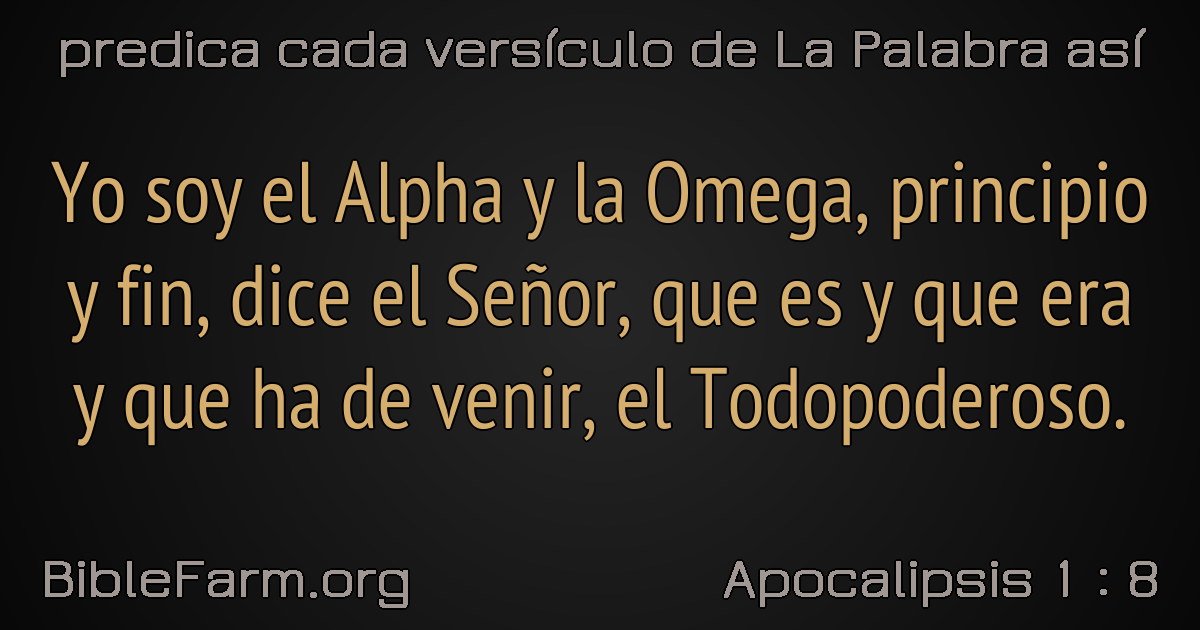 predica cada versículo de La Palabra así
Yo soy el Alpha y la Omega, principio
y fin, dice el Señor, que es y que era
y que ha de venir, el Todopoderoso.
BibleFarm.org
Apocalipsis 1 : 8